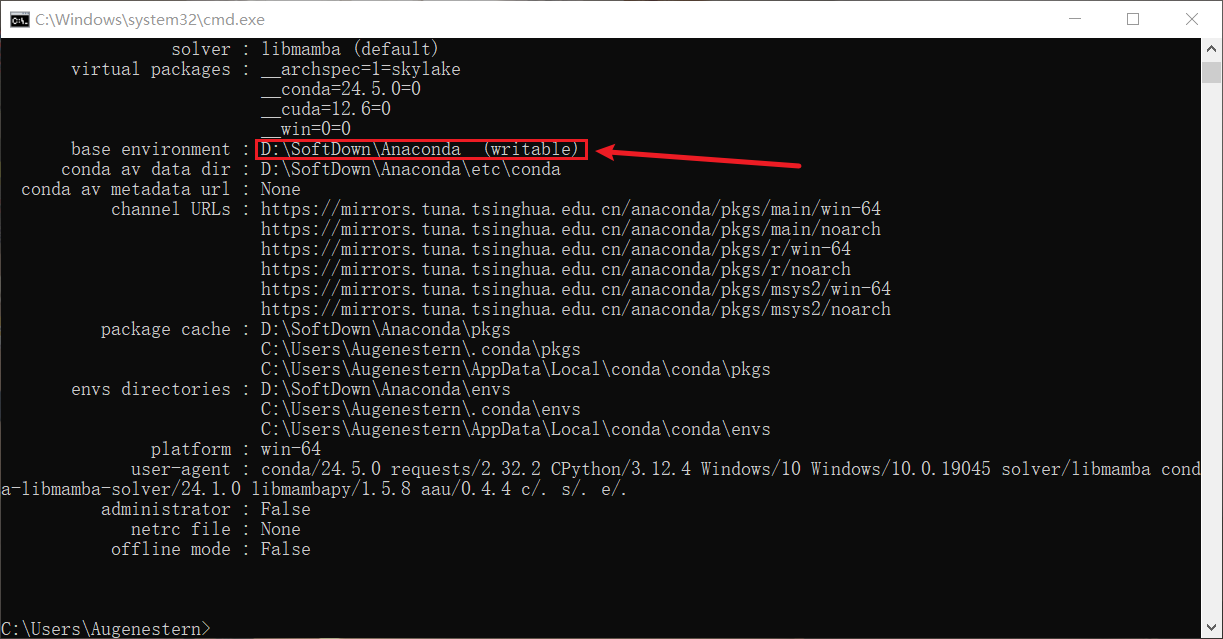 C:\Windows\system32\cmd.exe
solver : libmamba (default)
virtual packages : __archspec=1=skylake
__conda=24.5.0=0
__cuda=12.6=0
__win=0=0
base environment : D:\SoftDown\Anaconda  (writable)
conda av data dir : D:\SoftDown\Anaconda\etc\conda
conda av metadata url : None
channel URLs : https://mirrors.tuna.tsinghua.edu.cn/anaconda/pkgs/main/win-64
https://mirrors.tuna.tsinghua.edu.cn/anaconda/pkgs/main/noarch
https://mirrors.tuna.tsinghua.edu.cn/anaconda/pkgs/r/win-64
https://mirrors.tuna.tsinghua.edu.cn/anaconda/pkgs/r/noarch
https://mirrors.tuna.tsinghua.edu.cn/anaconda/pkgs/msys2/win-64
https://mirrors.tuna.tsinghua.edu.cn/anaconda/pkgs/msys2/noarch
package cache : D:\SoftDown\Anaconda\pkgs
C:\Users\Augenestern\.conda\pkgs
C:\Users\Augenestern\AppData\Local\conda\conda\pkgs
envs directories : D:\SoftDown\Anaconda\envs
C:\Users\Augenestern\.conda\envs
C:\Users\Augenestern\AppData\Local\conda\conda\envs
platform : win-64
user-agent : conda/24.5.0 requests/2.32.2 CPython/3.12.4 Windows/10 Windows/10.0.19045 solver/libmamba cond
a-libmamba-solver/24.1.0 libmambapy/1.5.8 aau/0.4.4 c/. s/. e/.
administrator : False
netrc file : None
offline mode : False
C:\Users\Augenestern>